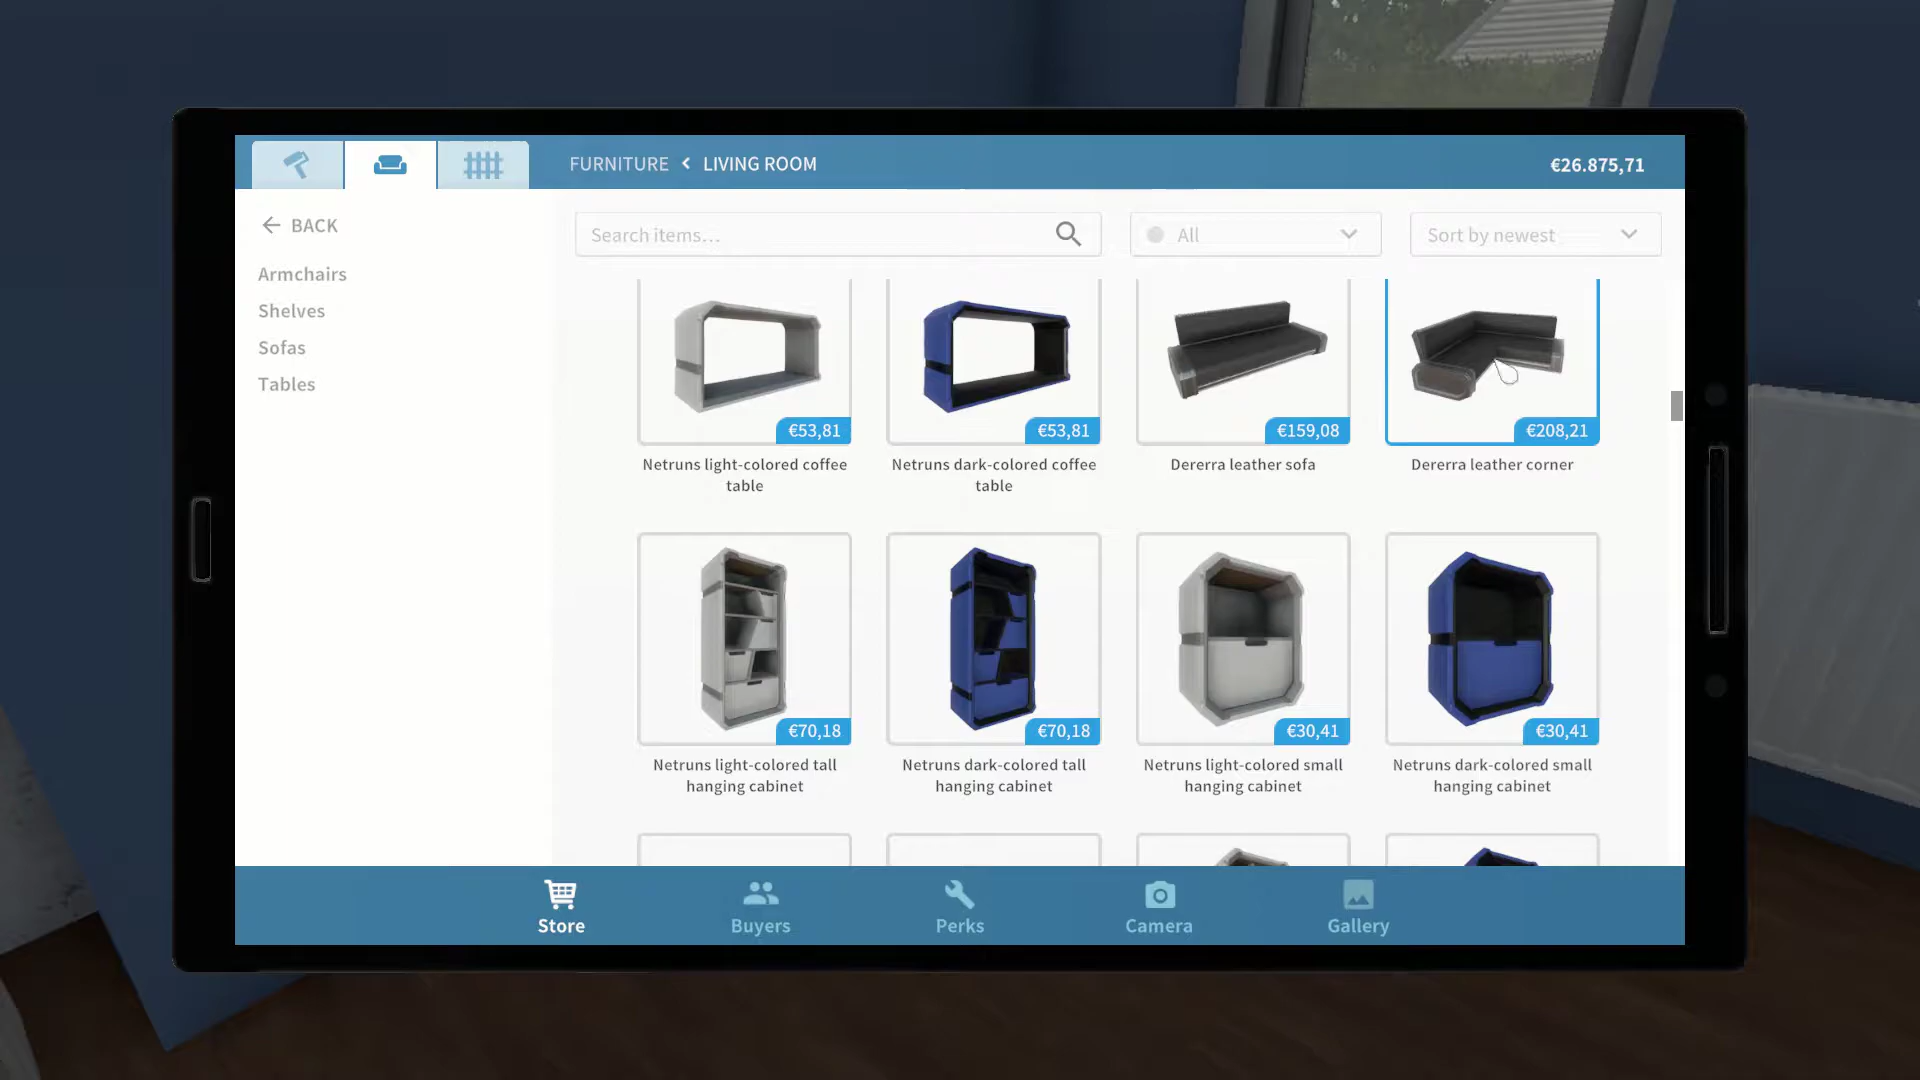 FURNITURE < LIVING ROOM
€26.875,71
BACK
Armchairs
Shelves
Sofas
Tables
Search items...
All
Sort by newest
€53,81
€53,81
€159,08
€208,21
Netruns light-colored coffee
table
Netruns dark-colored coffee
table
Dererra leather sofa
Dererra leather corner
€70,18
€70,18
€30,41
€30,41
Netruns light-colored tall
hanging cabinet
Netruns dark-colored tall
hanging cabinet
Netruns light-colored small
hanging cabinet
Netruns dark-colored small
hanging cabinet
Store
Buyers
Perks
Camera
Gallery